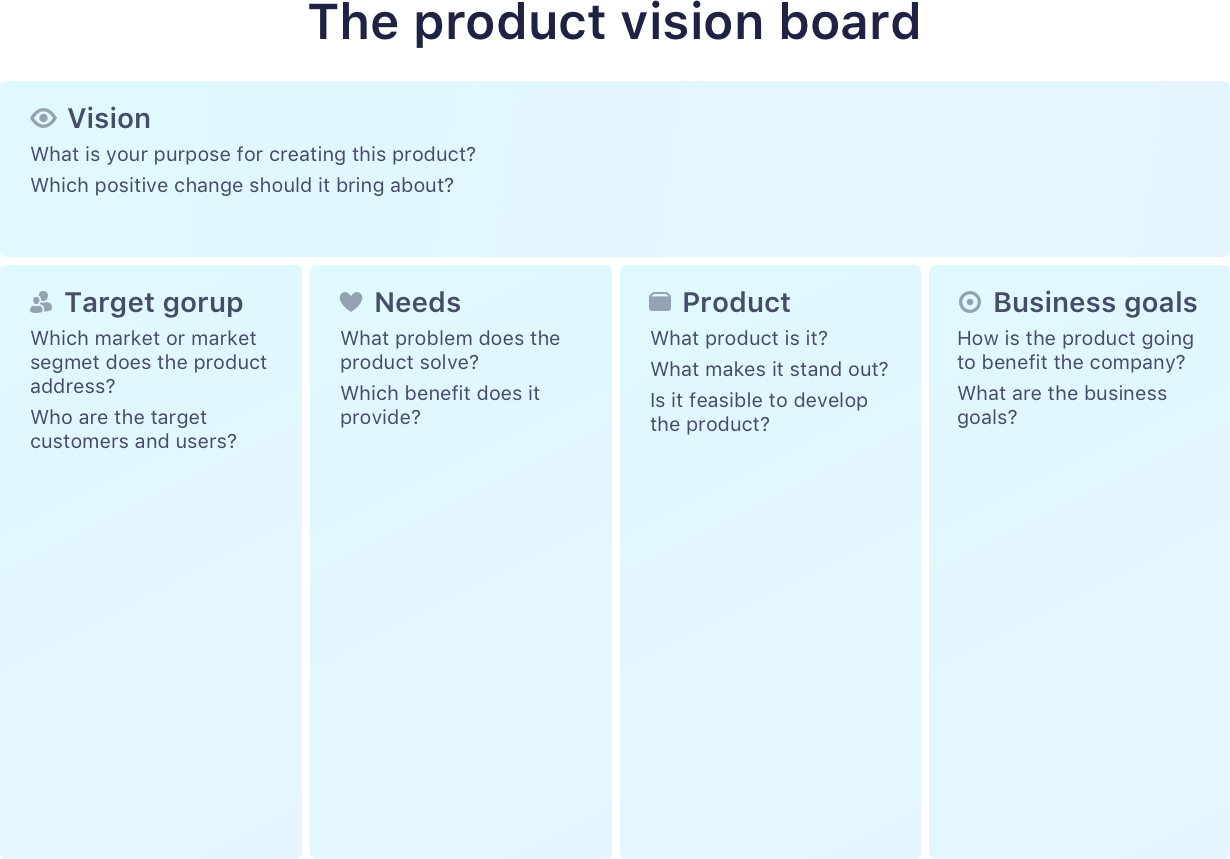 The product vision board
Vision
What is your purpose for creating this product?
Which positive change should it bring about?
Target gorup
Which market or market
segmet does the product
address?
Who are the target
customers and users?
Needs
What problem does the
product solve?
Which benefit does it
provide?
Product
What product is it?
What makes it stand out?
Is it feasible to develop
the product?
Business goals
How is the product going
to benefit the company?
What are the business
goals?